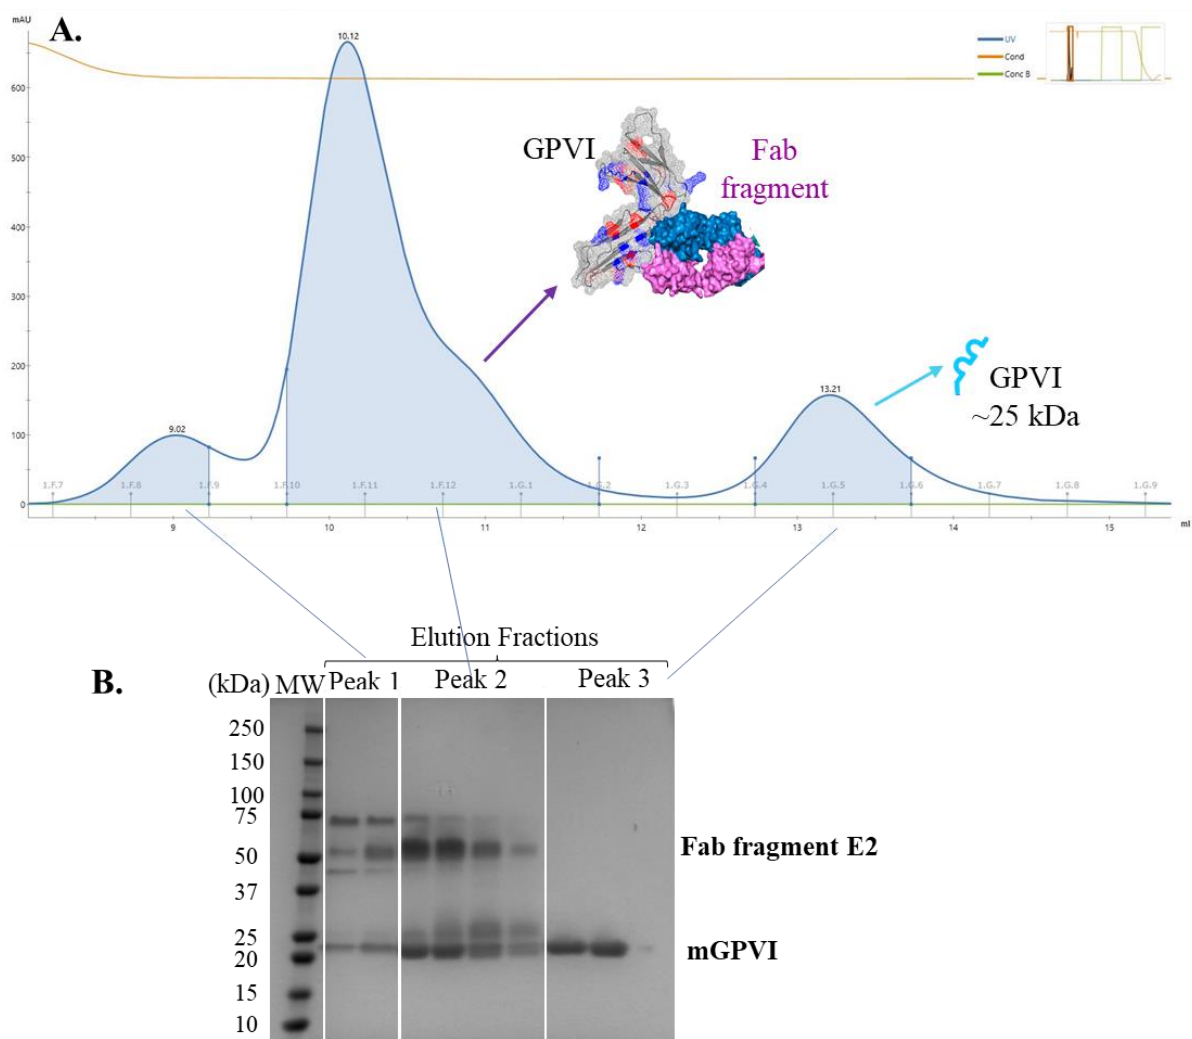 mAU
A.
10.12
UV
Cond
Conc B
600
500
GPVI
Fab
fragment
400
300
200
GPVI
~25 kDa
13.21
100
9.02
1.F.7
1.F.8
1.F.9
1.F.10
1.F.11
1.F.12
1.G.1
1.G.2
1.G.3
1.G.4
1.G.5
1.G.6
1.G.7
1.G.8
1.G.9
0
9
10
11
12
13
14
15
ml
Elution Fractions
B.
(kDa)
MW
Peak 1
Peak 2
Peak 3
250
150
100
75
50
37
25
20
15
10
Fab fragment E2
mGPVI